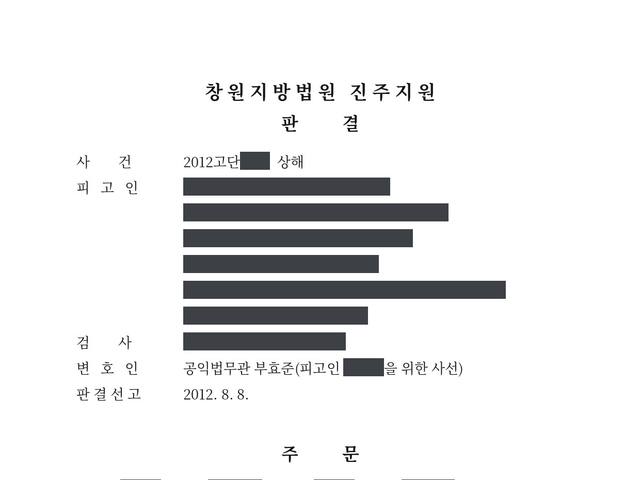 창원지방법원 진주지원
판 결
사 건 2012고단 상해
피 고 인
검 사
변 호 인 공익법무관 부효준(피고인 을 위한 사선)
판결선고 2012. 8. 8.
주 문